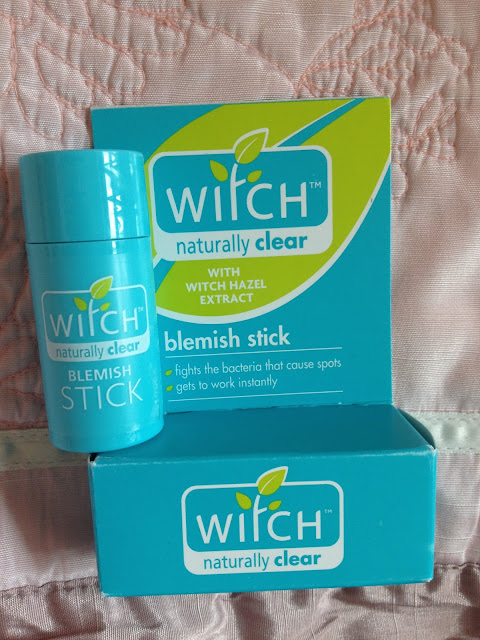 WITCH™
naturally clear
WITH
WITCH HAZEL
EXTRACT
blemish stick
fights the bacteria that cause spots
gets to work instantly
WITCH™
naturally clear
BLEMISH
STICK
WITCH™
naturally clear